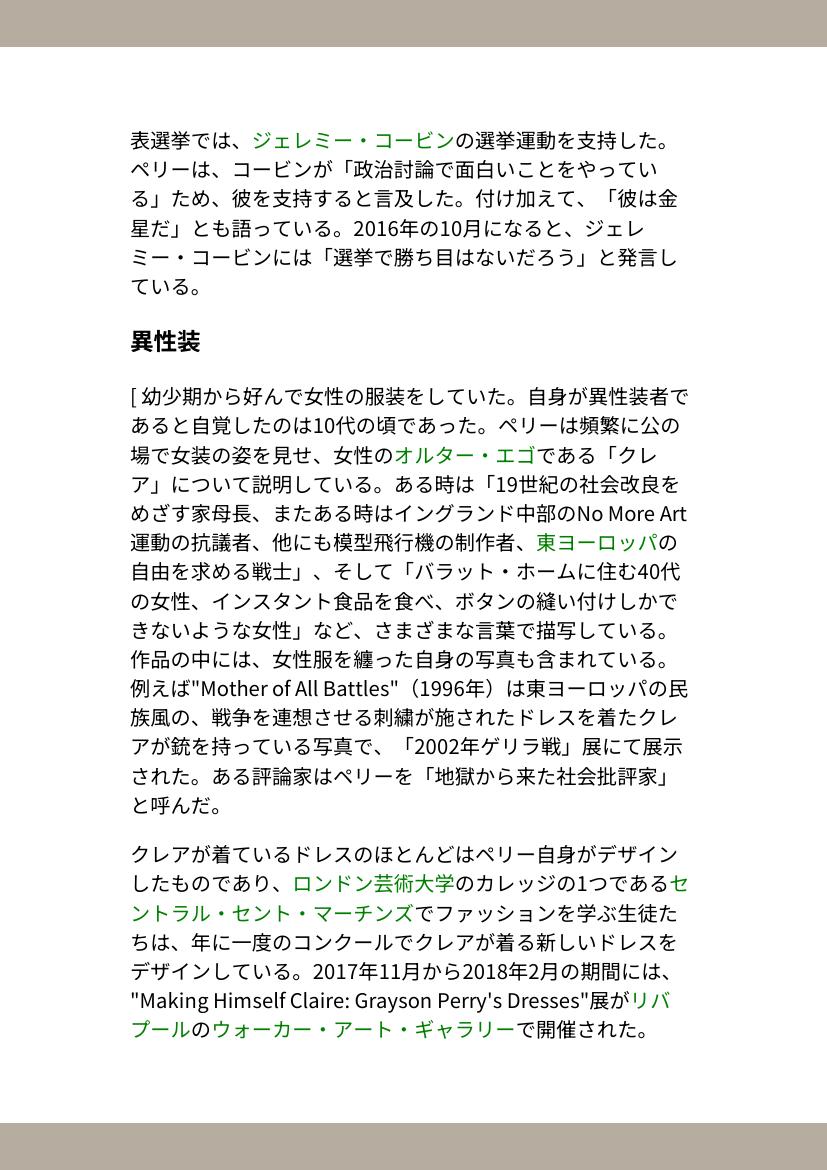 表選挙では、ジェレミー・コービンの選挙運動を支持した。
ペリーは、コービンが「政治討論で面白いことをやってい
る」ため、彼を支持すると言及した。付け加えて、「彼は金
星だ」とも語っている。2016年の10月になると、ジェレ
ミー・コービンには「選挙で勝ち目はないだろう」と発言し
ている。
異性装
[ 幼少期から好んで女性の服装をしていた。自身が異性装者で
あると自覚したのは10代の頃であった。ペリーは頻繁に公の
場で女装の姿を見せ、女性のオルター・エゴである「クレ
ア」について説明している。ある時は「19世紀の社会改良を
めざす家母長、またある時はイングランド中部のNo More Art
運動の抗議者、他にも模型飛行機の制作者、東ヨーロッパの
自由を求める戦士」、そして「バラット・ホームに住む40代
の女性、インスタント食品を食べ、ボタンの縫い付けしかで
きないような女性」など、さまざまな言葉で描写している。
作品の中には、女性服を纏った自身の写真も含まれている。
例えば"Mother of All Battles"（1996年）は東ヨーロッパの民
族風の、戦争を連想させる刺繍が施されたドレスを着たクレ
アが銃を持っている写真で、「2002年ゲリラ戦」展にて展示
された。ある評論家はペリーを「地獄から来た社会批評家」
と呼んだ。
クレアが着ているドレスのほとんどはペリー自身がデザイン
したものであり、ロンドン芸術大学のカレッジの1つであるセ
ントラル・セント・マーチンズでファッションを学ぶ生徒た
ちは、年に一度のコンクールでクレアが着る新しいドレスを
デザインしている。2017年11月から2018年2月の期間には、
"Making Himself Claire: Grayson Perry's Dresses"展がリバ
プールのウォーカー・アート・ギャラリーで開催された。